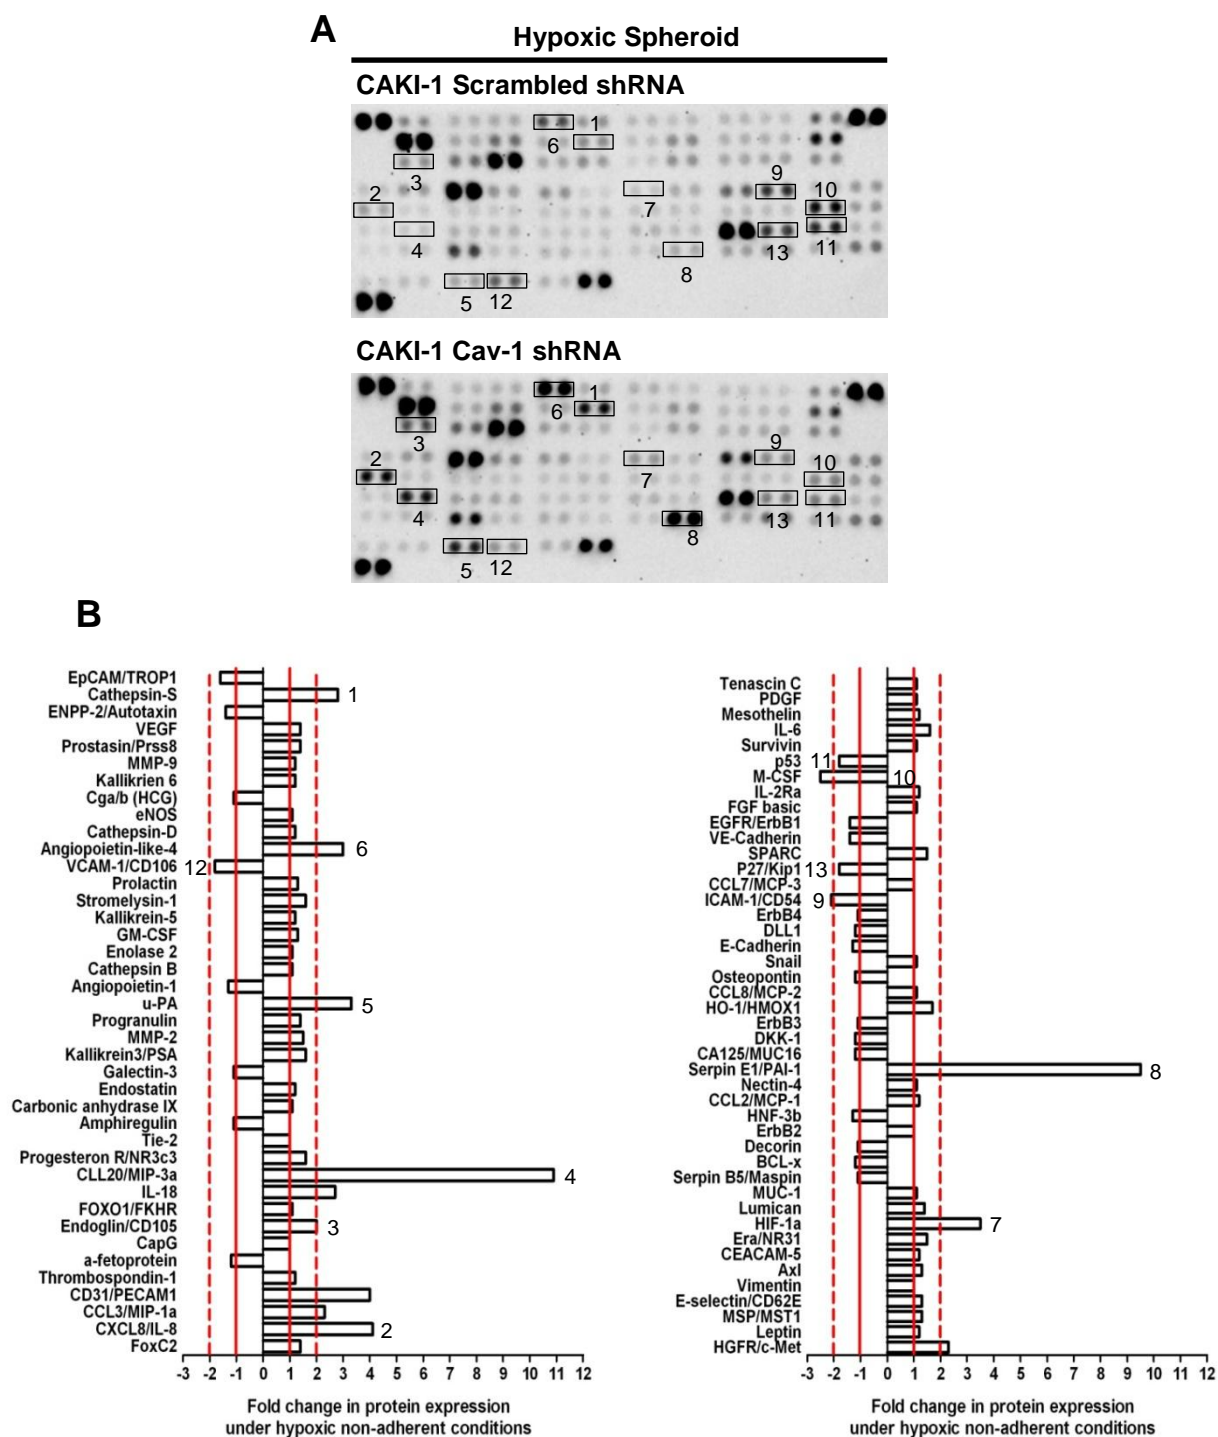 A
Hypoxic Spheroid
CAKI-1 Scrambled shRNA
1
6
3
9
2
10
7
4
13
11
8
5
12
CAKI-1 Cav-1 shRNA
1
6
3
9
2
10
7
4
13
11
8
5
12
B
EpCAM/TROP1
Cathepsin-S
1
ENPP-2/Autotaxin
VEGF
Prostasin/Prss8
MMP-9
Kallikrien 6
Cga/b (HCG)
eNOS
Cathepsin-D
Angiopoietin-like-4
6
VCAM-1/CD106
12
Prolactin
Stromelysin-1
Kallikrein-5
GM-CSF
Enolase 2
Cathepsin B
Angiopoietin-1
u-PA
5
Progranulin
MMP-2
Kallikrein3/PSA
Galectin-3
Endostatin
Carbonic anhydrase IX
Amphiregulin
Tie-2
Progesteron R/NR3c3
CLL20/MIP-3a
4
IL-18
FOXO1/FKHR
Endoglin/CD105
3
CapG
a-fetoprotein
Thrombospondin-1
CD31/PECAM1
CCL3/MIP-1a
CXCL8/IL-8
2
FoxC2
-3 -2 -1 0 1 2 3 4 5 6 7 8 9 10 11 12
Fold change in protein expression
under hypoxic non-adherent conditions
Tenascin C
PDGF
Mesothelin
IL-6
Survivin
p53
11
M-CSF
10
IL-2Ra
FGF basic
EGFR/ErbB1
VE-Cadherin
SPARC
P27/Kip1
13
CCL7/MCP-3
ICAM-1/CD54
9
ErbB4
DLL1
E-Cadherin
Snail
Osteopontin
CCL8/MCP-2
HO-1/HMOX1
ErbB3
DKK-1
CA125/MUC16
Serpin E1/PAI-1
8
Nectin-4
CCL2/MCP-1
HNF-3b
ErbB2
Decorin
BCL-x
Serpin B5/Maspin
MUC-1
Lumican
HIF-1a
7
Era/NR31
CEACAM-5
Axl
Vimentin
E-selectin/CD62E
MSP/MST1
Leptin
HGFR/c-Met
-3 -2 -1 0 1 2 3 4 5 6 7 8 9 10 11 12
Fold change in protein expression
under hypoxic non-adherent conditions